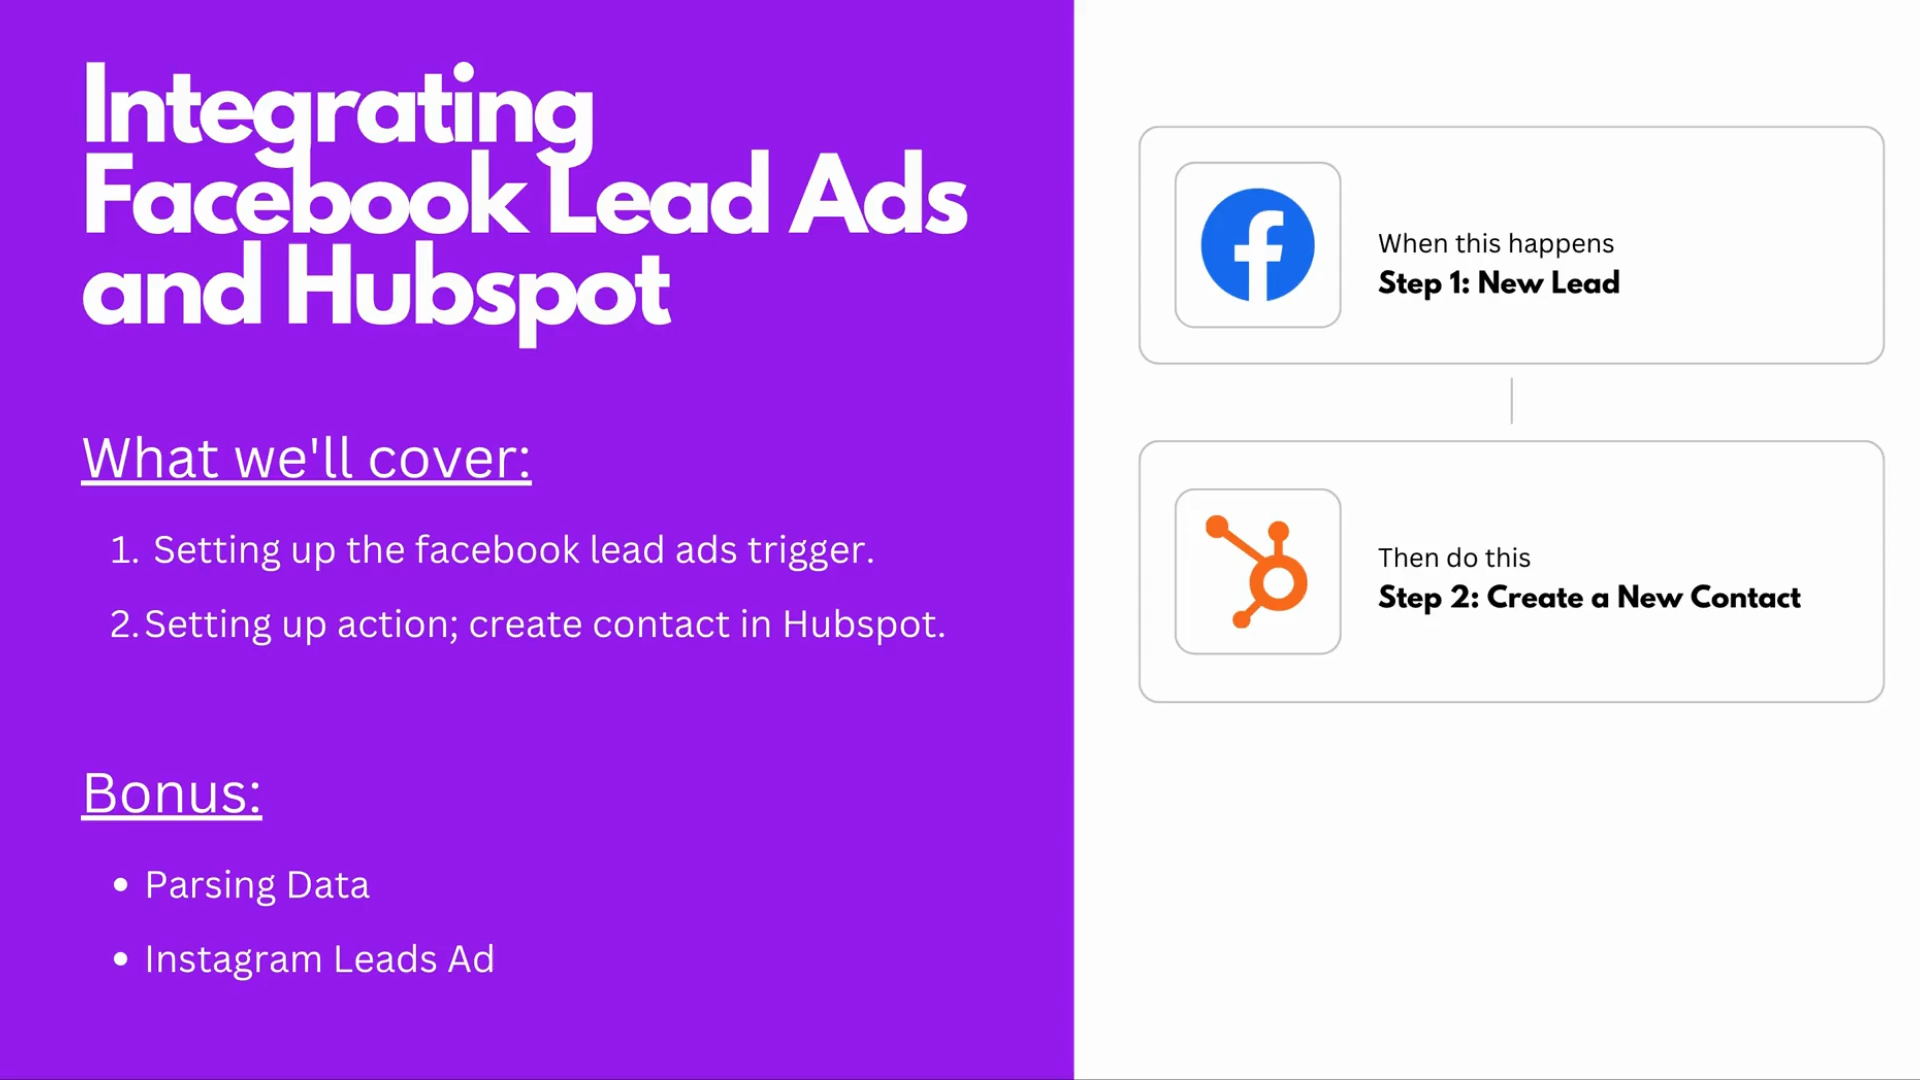 Integrating
Facebook Lead Ads
and Hubspot
What we'll cover:
1. Setting up the facebook lead ads trigger.
2. Setting up action; create contact in Hubspot.
Bonus:
• Parsing Data
• Instagram Leads Ad
When this happens
Step 1: New Lead
Then do this
Step 2: Create a New Contact